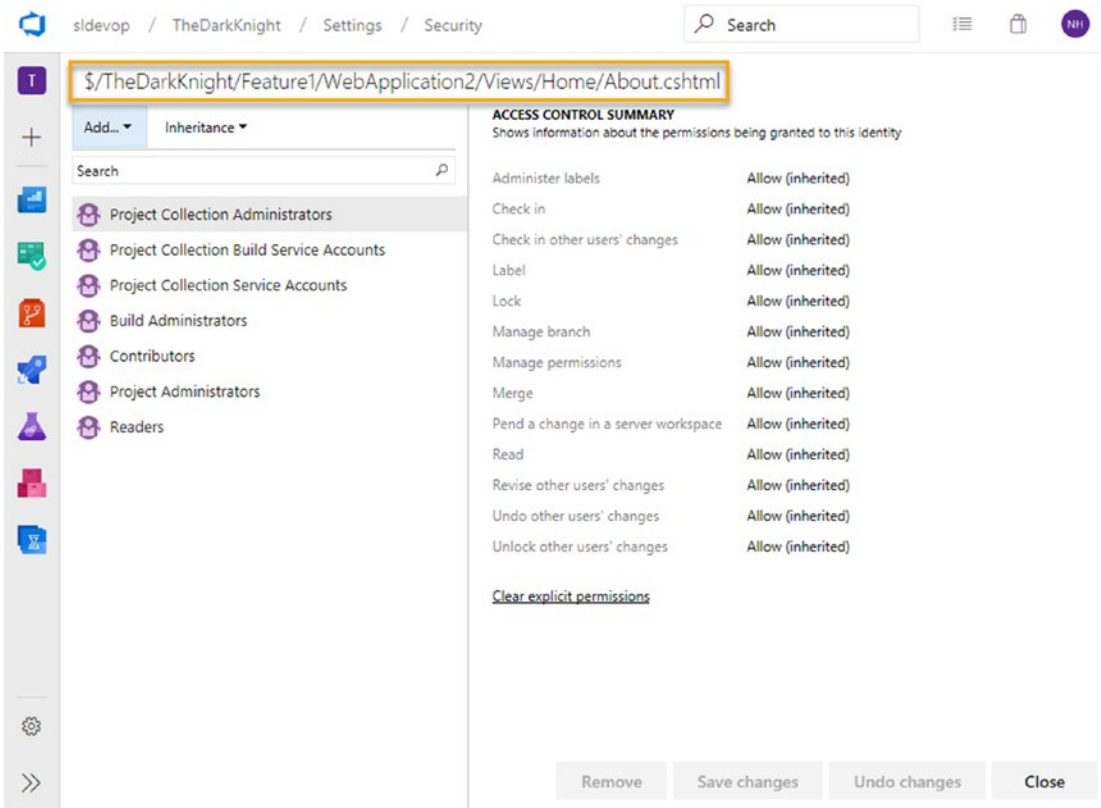 sldevop / TheDarkKnight / Settings / Security
Search
NH
T
$/TheDarkKnight/Feature1/WebApplication2/Views/Home/About.cshtml
Add...
Inheritance
Search
Project Collection Administrators
Project Collection Build Service Accounts
Project Collection Service Accounts
Build Administrators
Contributors
Project Administrators
Readers
ACCESS CONTROL SUMMARY
Shows information about the permissions being granted to this identity
Administer labels Allow (inherited)
Check in Allow (inherited)
Check in other users' changes Allow (inherited)
Label Allow (inherited)
Lock Allow (inherited)
Manage branch Allow (inherited)
Manage permissions Allow (inherited)
Merge Allow (inherited)
Pend a change in a server workspace Allow (inherited)
Read Allow (inherited)
Revise other users' changes Allow (inherited)
Undo other users' changes Allow (inherited)
Unlock other users' changes Allow (inherited)
Clear explicit permissions
Remove Save changes Undo changes Close